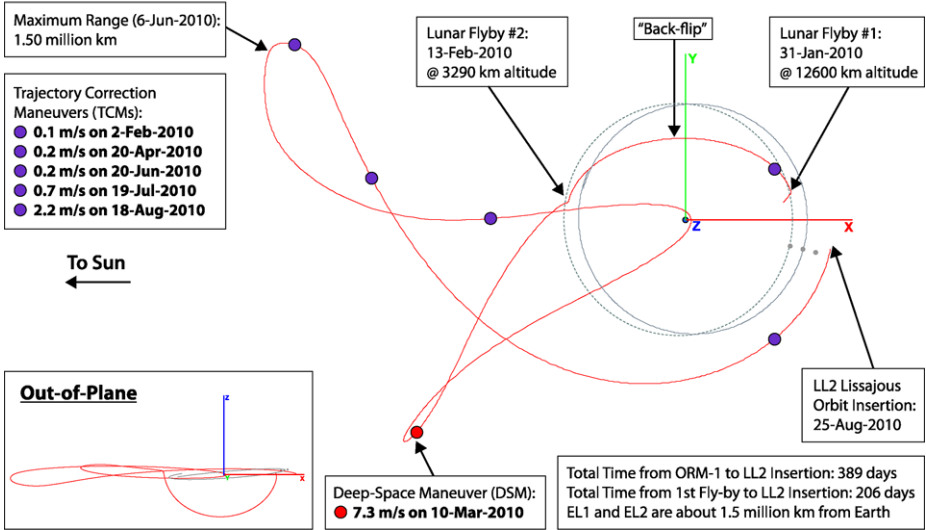 Maximum Range (6-Jun-2010):
1.50 million km
Trajectory Correction
Maneuvers (TCMs):
0.1 m/s on 2-Feb-2010
0.2 m/s on 20-Apr-2010
0.2 m/s on 20-Jun-2010
0.7 m/s on 19-Jul-2010
2.2 m/s on 18-Aug-2010
Lunar Flyby #2:
13-Feb-2010
@ 3290 km altitude
"Back-flip"
Lunar Flyby #1:
31-Jan-2010
@ 12600 km altitude
Y
Z
X
To Sun
LL2 Lissajous
Orbit Insertion:
25-Aug-2010
Out-of-Plane
Z
Y
X
Deep-Space Maneuver (DSM):
7.3 m/s on 10-Mar-2010
Total Time from ORM-1 to LL2 Insertion: 389 days
Total Time from 1st Fly-by to LL2 Insertion: 206 days
EL1 and EL2 are about 1.5 million km from Earth